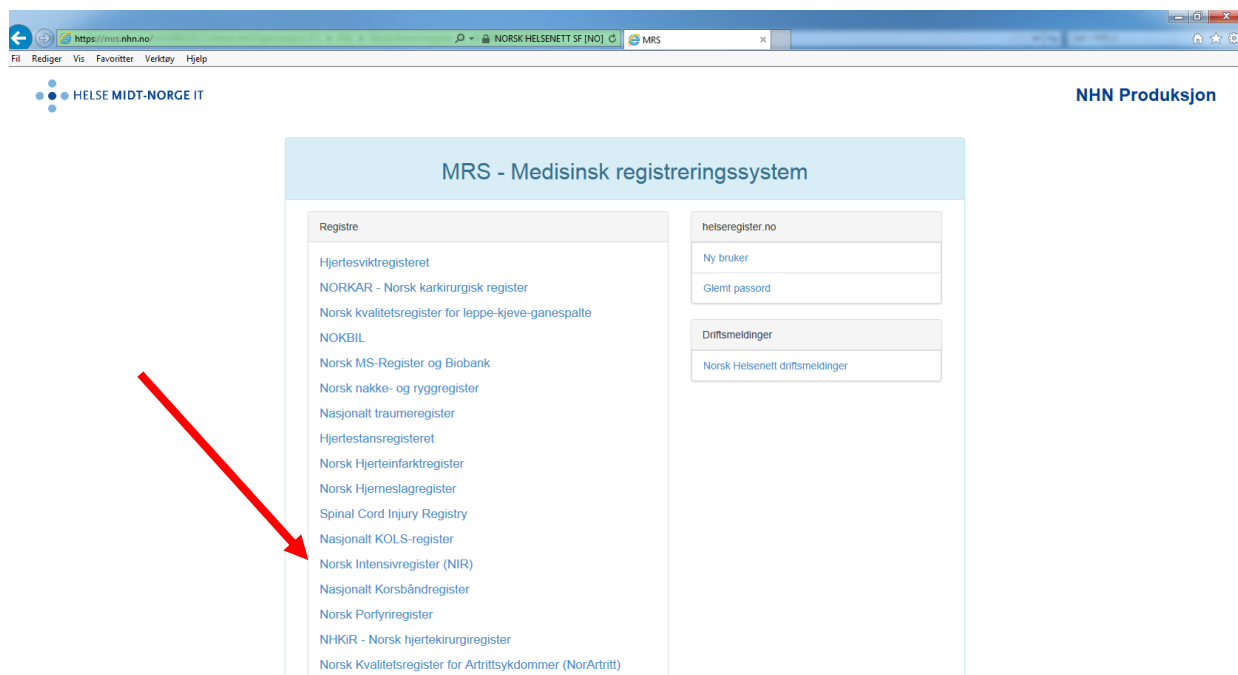 https://mrs.nhn.no/
NORSK HELSENETT SF [NO]
MRS
Fil Rediger Vis Favoritter Verktøy Hjelp
HELSE MIDT-NORGE IT
NHN Produksjon
MRS - Medisinsk registreringssystem
Registre
Hjertesviktregisteret
NORKAR - Norsk karkirurgisk register
Norsk kvalitetsregister for leppe-kjeve-ganespalte
NOKBIL
Norsk MS-Register og Biobank
Norsk nakke- og ryggregister
Nasjonalt traumeregister
Hjertestansregisteret
Norsk Hjerteinfarktregister
Norsk Hjerneslagregister
Spinal Cord Injury Registry
Nasjonalt KOLS-register
Norsk Intensivregister (NIR)
Nasjonalt Korsbåndregister
Norsk Porfyriregister
NHKiR - Norsk hjertekirurgiregister
Norsk Kvalitetsregister for Artrittsykdommer (NorArtritt)
helseregister.no
Ny bruker
Glemt passord
Driftsmeldinger
Norsk Helsenett driftsmeldinger